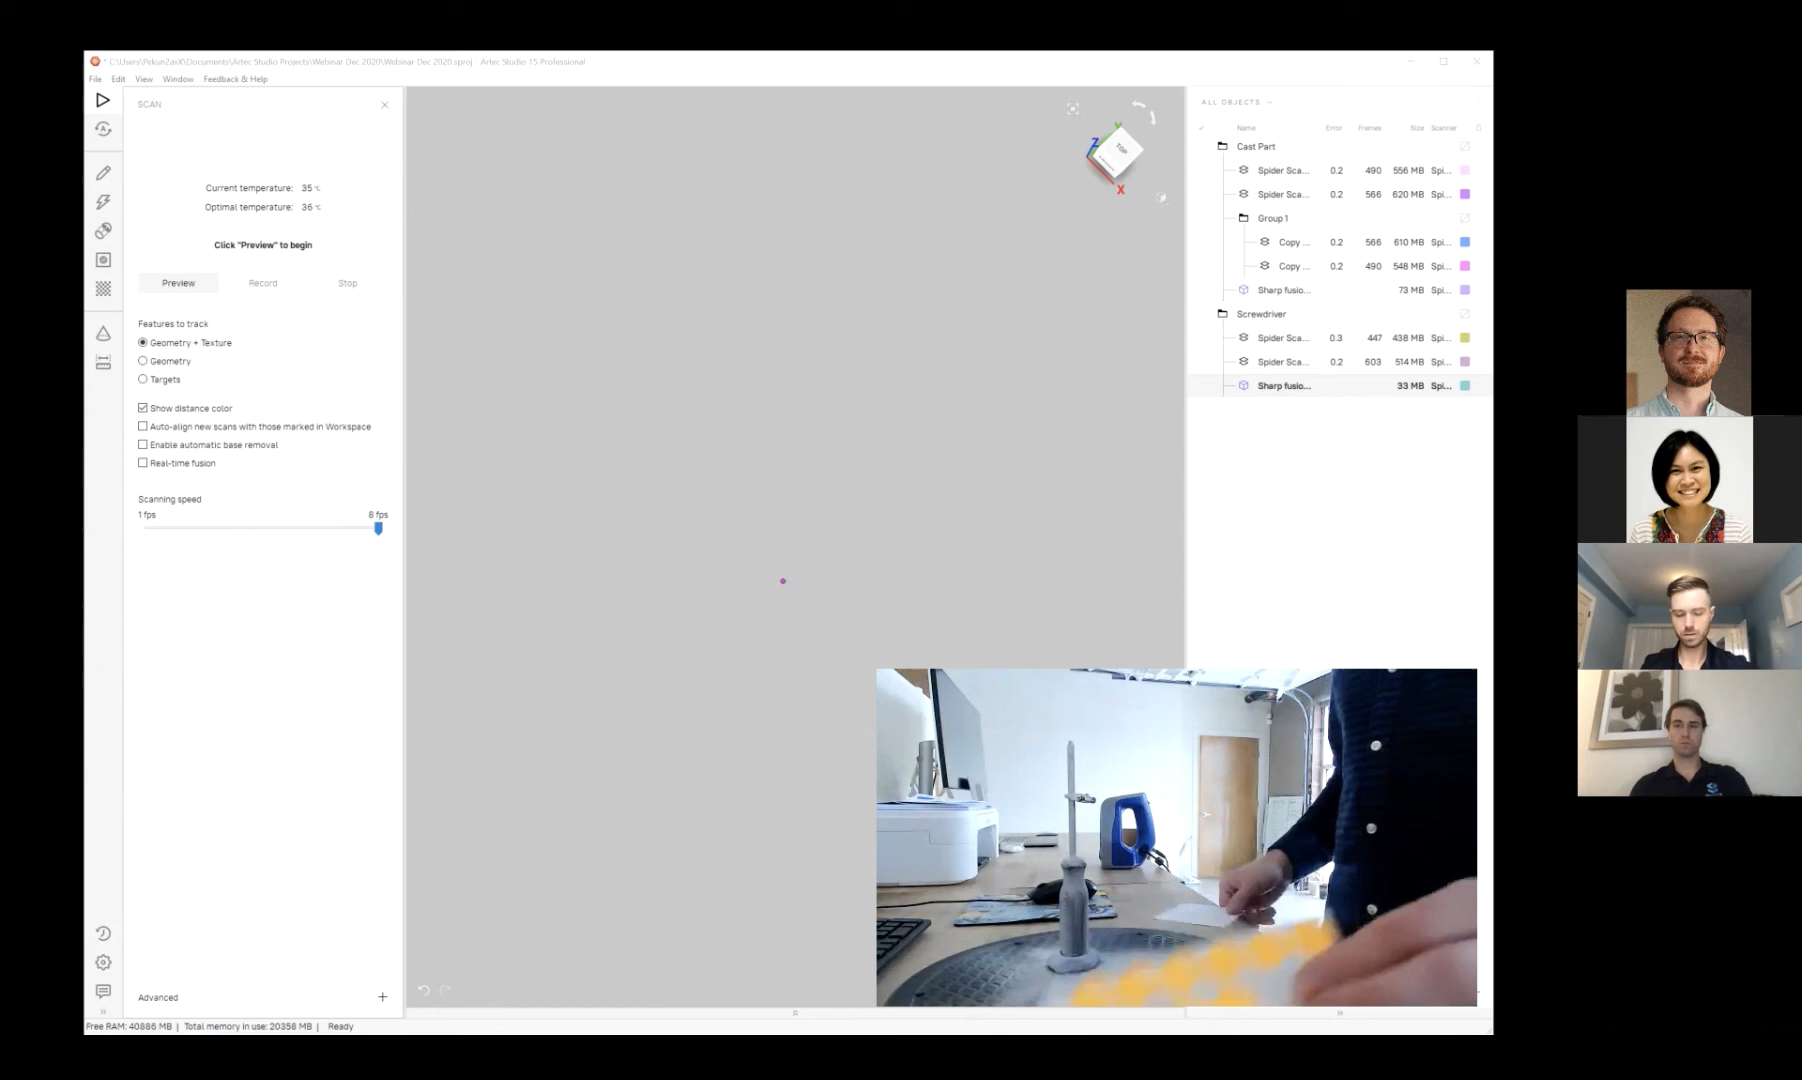 * C:\Users\Pekun2axX\Documents\Artec Studio Projects\Webinar Dec 2020\Webinar Dec 2020.sproj - Artec Studio 15 Professional
File Edit View Window Feedback & Help
SCAN
Current temperature: 35 °C
Optimal temperature: 36 °C
Click "Preview" to begin
Preview Record Stop
Features to track
Geometry + Texture
Geometry
Targets
Show distance color
Auto-align new scans with those marked in Workspace
Enable automatic base removal
Real-time fusion
Scanning speed
1 fps 8 fps
Advanced
Free RAM: 40886 MB | Total memory in use: 20358 MB | Ready
Y
Z
TOP
X
ALL OBJECTS
Name Error Frames Size Scanner
Cast Part
Spider Sca... 0.2 490 556 MB Spi...
Spider Sca... 0.2 566 620 MB Spi...
Group 1
Copy ... 0.2 566 610 MB Spi...
Copy ... 0.2 490 548 MB Spi...
Sharp fusio... 73 MB Spi...
Screwdriver
Spider Sca... 0.3 447 438 MB Spi...
Spider Sca... 0.2 603 514 MB Spi...
Sharp fusio... 33 MB Spi...